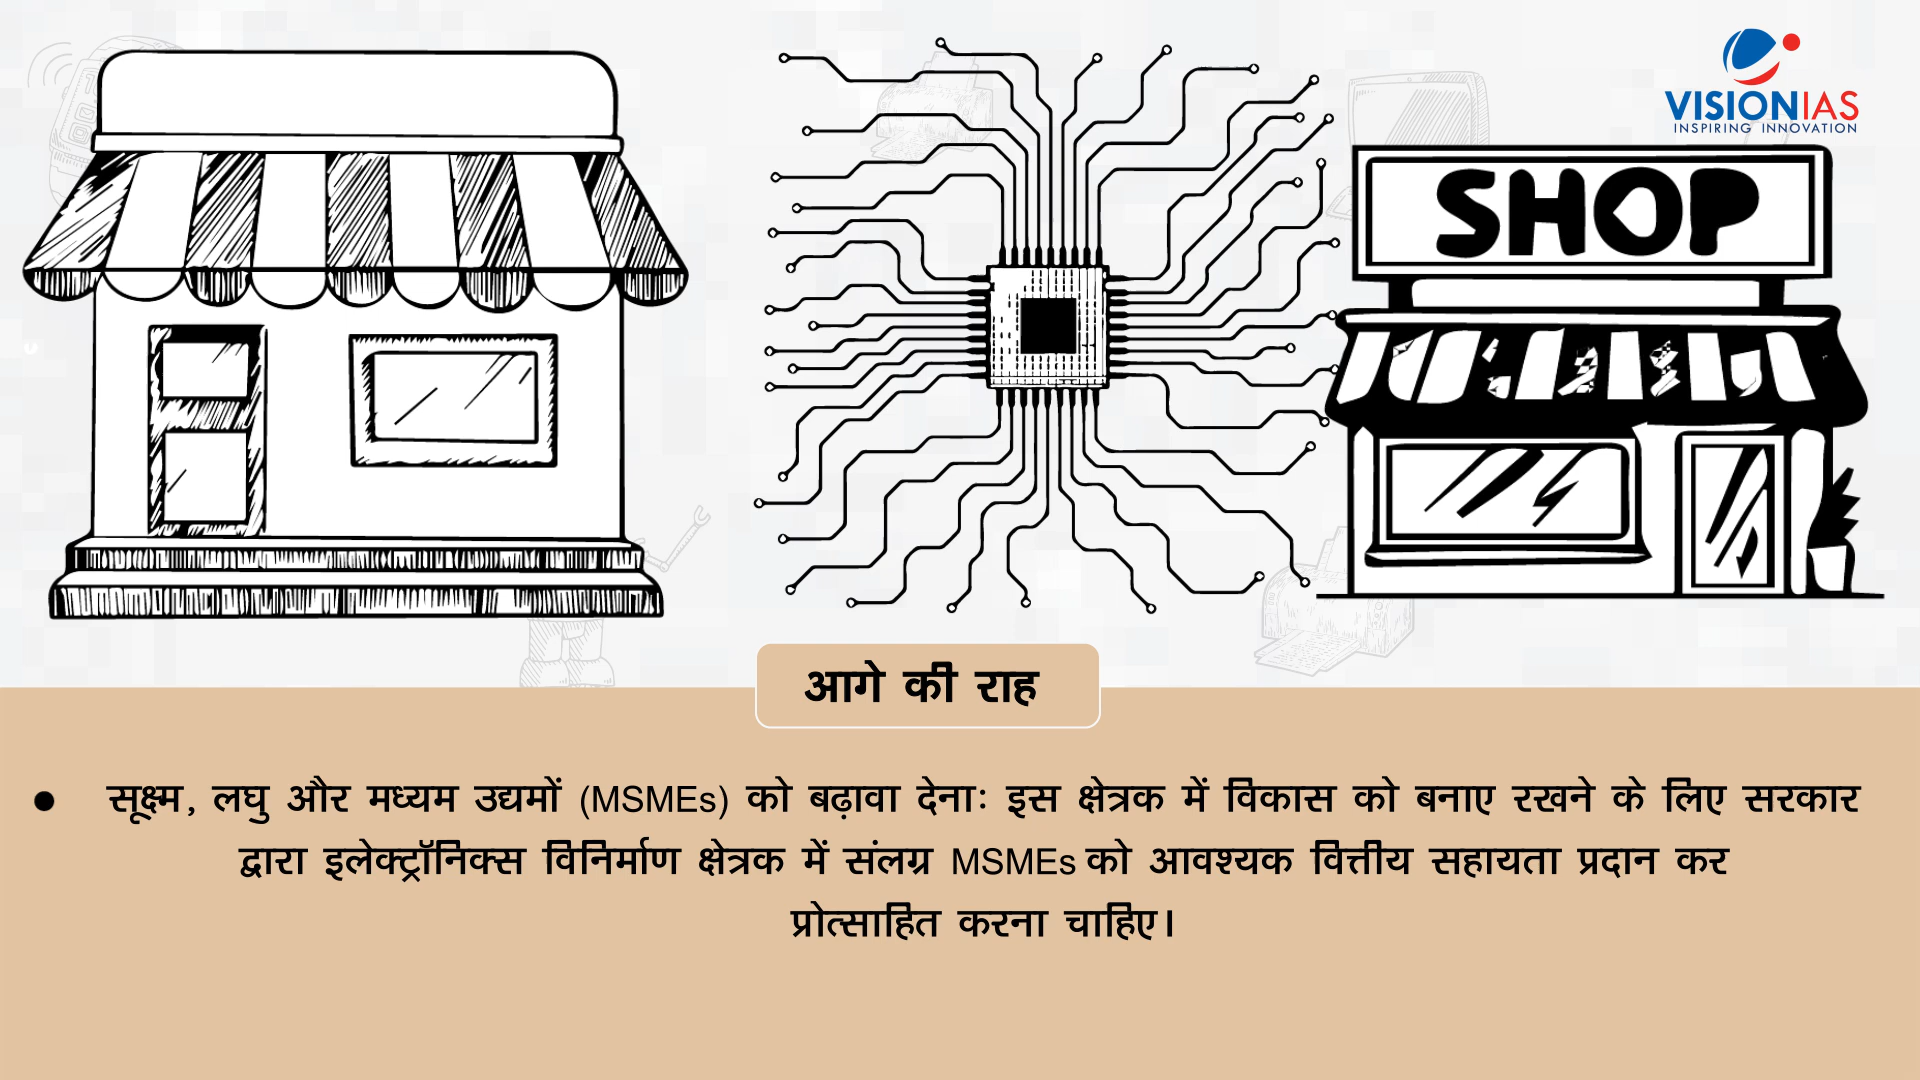 VISIONIAS
INSPIRING INNOVATION
SHOP
आगे की राह
● सूक्ष्म, लघु और मध्यम उद्यमों (MSMEs) को बढ़ावा देनाः इस क्षेत्रक में विकास को बनाए रखने के लिए सरकार
द्वारा इलेक्ट्रॉनिक्स विनिर्माण क्षेत्रक में संलग्न MSMEs को आवश्यक वित्तीय सहायता प्रदान कर
प्रोत्साहित करना चाहिए।